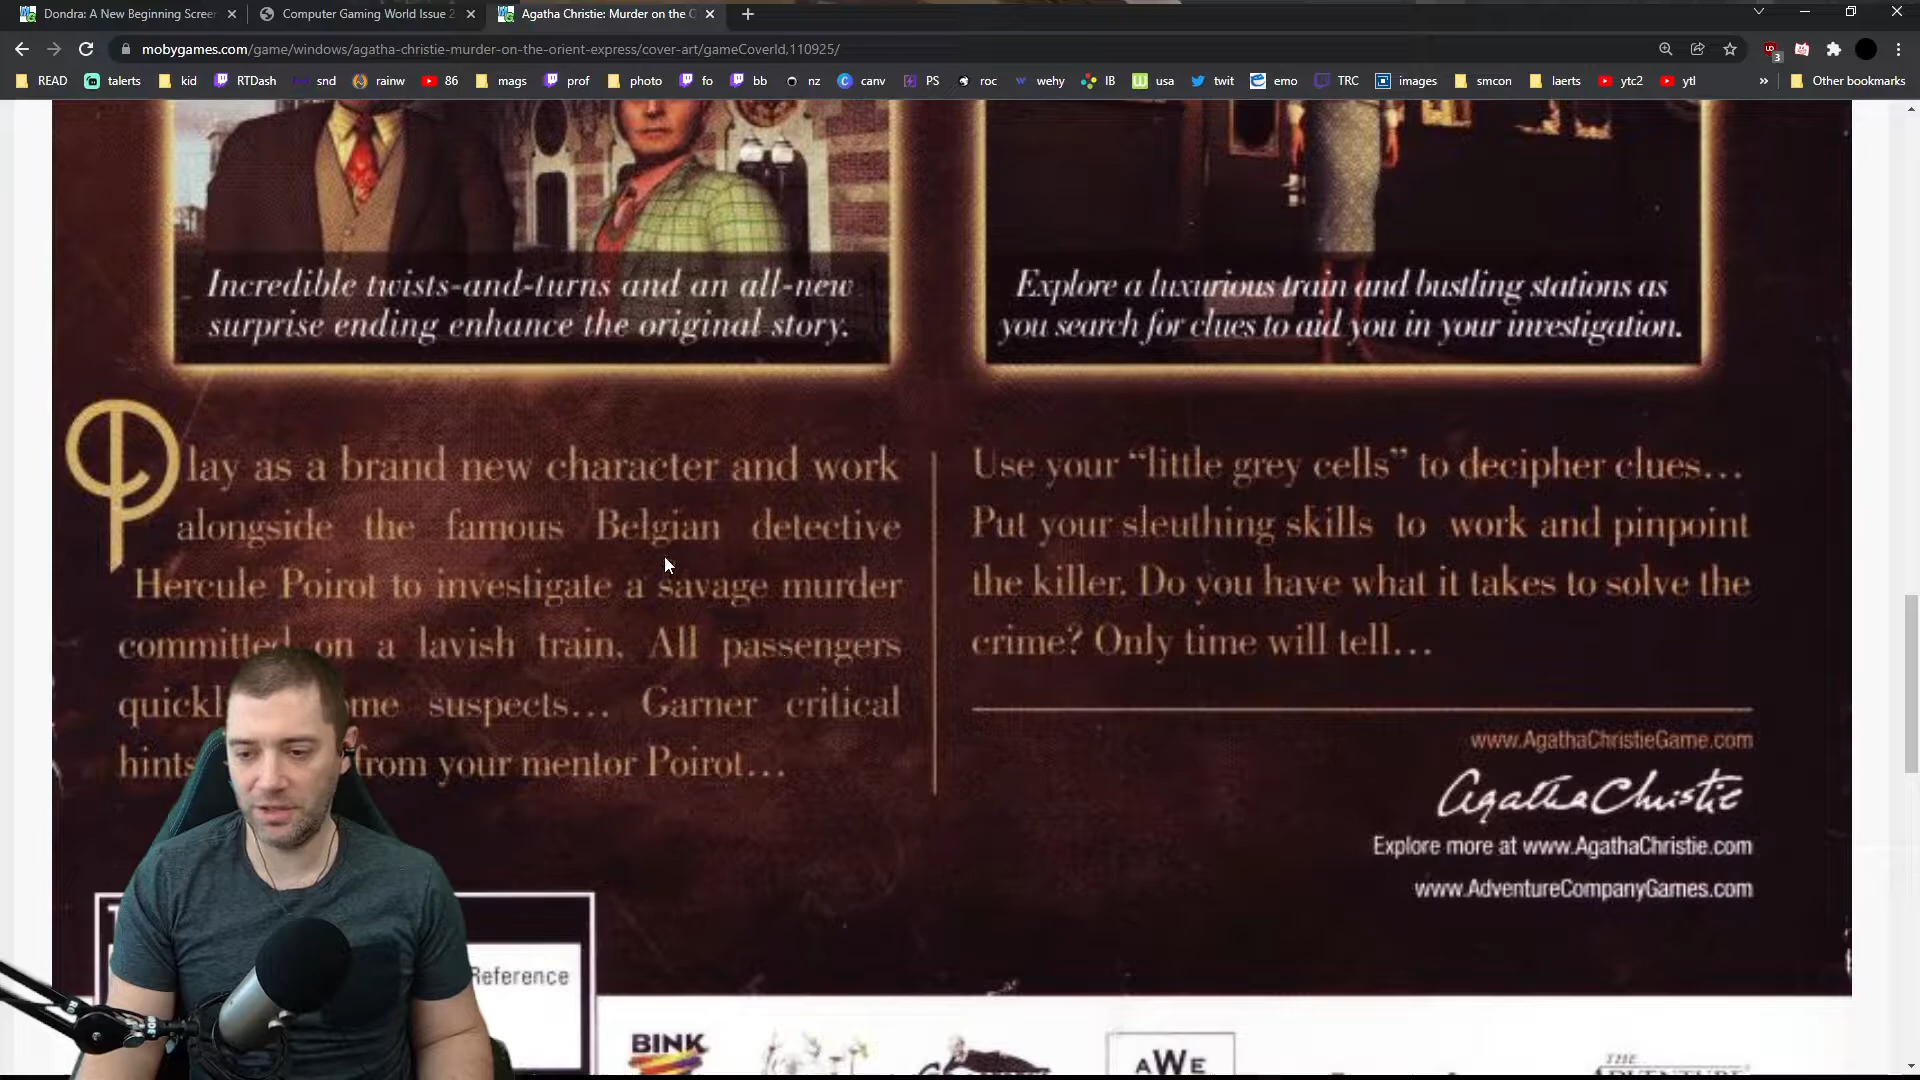 Dondra: A New Beginning Screen
Computer Gaming World Issue 2
Agatha Christie: Murder on the O
mobygames.com/game/windows/agatha-christie-murder-on-the-orient-express/cover-art/gameCoverId,110925/
3
READ talerts kid RTDash snd rainw 86 mags prof photo fo bb nz canv PS roc wehy IB usa twit emo TRC images smcon laerts ytc2 ytl » Other bookmarks
Incredible twists-and-turns and an all-new
surprise ending enhance the original story.
Explore a luxurious train and bustling stations as
you search for clues to aid you in your investigation.
Play as a brand new character and work
alongside the famous Belgian detective
Hercule Poirot to investigate a savage murder
committed on a lavish train. All passengers
suspects... Garner critical
hints from your mentor Poirot...
Use your “little grey cells” to decipher clues...
Put your sleuthing skills to work and pinpoint
the killer. Do you have what it takes to solve the
crime? Only time will tell...
www.AgathaChristieGame.com
Agatha Christie
Explore more at www.AgathaChristie.com
www.AdventureCompanyGames.com
Reference
BINK
AWE
THE
ADVENTURE